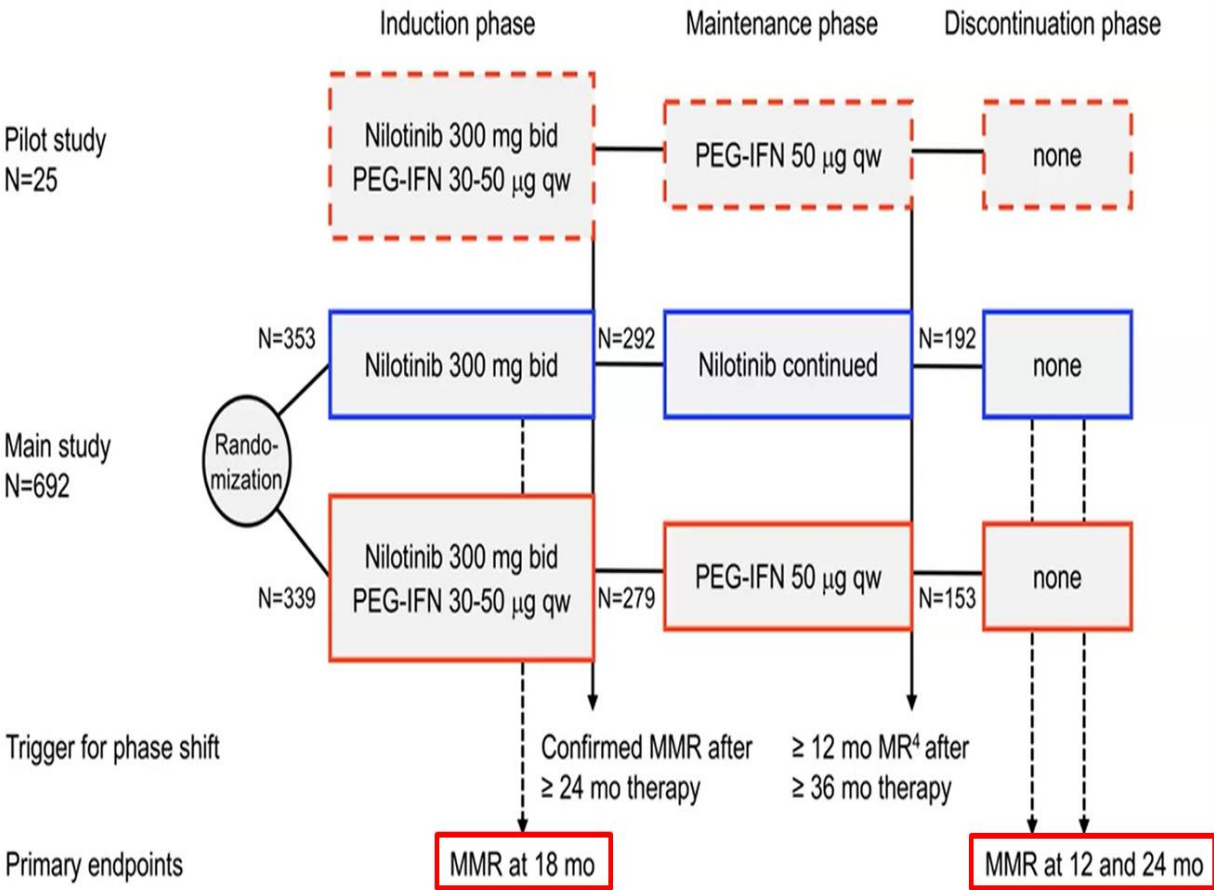 Induction phase
Maintenance phase
Discontinuation phase
Pilot study
N=25
Nilotinib 300 mg bid
PEG-IFN 30-50 µg qw
PEG-IFN 50 µg qw
none
Main study
N=692
Rando-
mization
N=353
Nilotinib 300 mg bid
N=292
Nilotinib continued
N=192
none
N=339
Nilotinib 300 mg bid
PEG-IFN 30-50 µg qw
N=279
PEG-IFN 50 µg qw
N=153
none
Trigger for phase shift
Confirmed MMR after
≥ 24 mo therapy
≥ 12 mo MR⁴ after
≥ 36 mo therapy
Primary endpoints
MMR at 18 mo
MMR at 12 and 24 mo